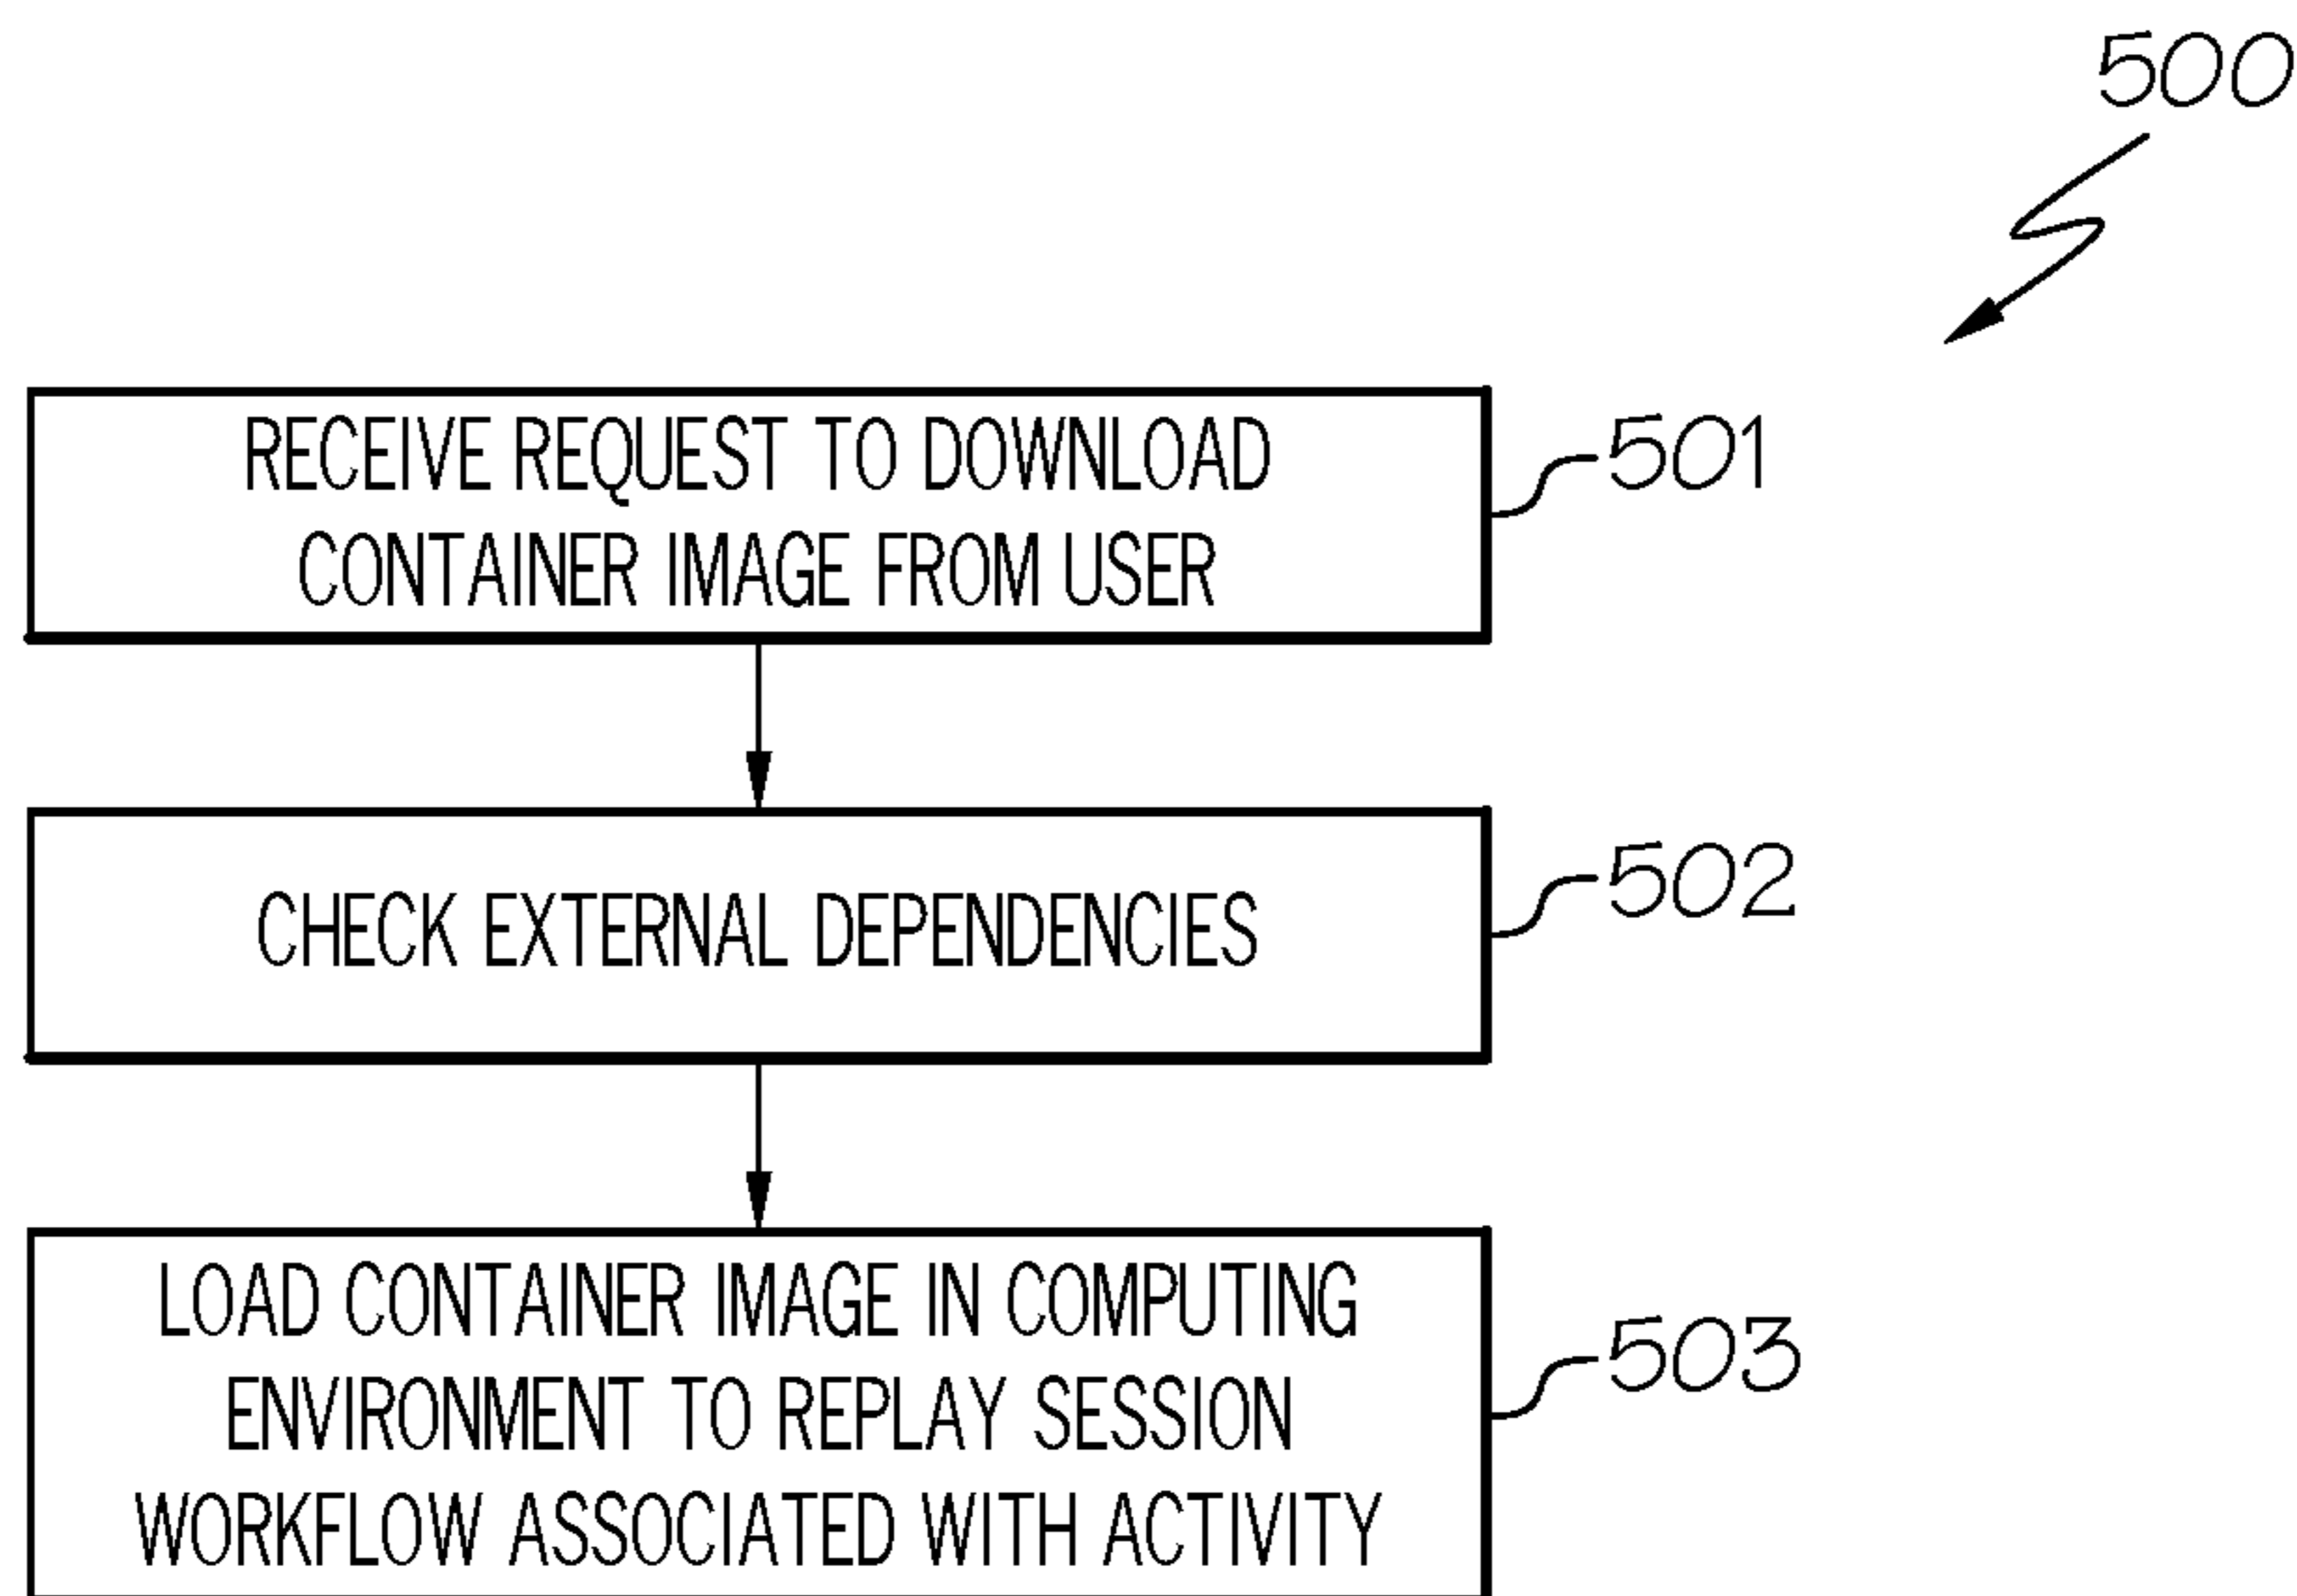 500
RECEIVE REQUEST TO DOWNLOAD
CONTAINER IMAGE FROM USER
501
CHECK EXTERNAL DEPENDENCIES
502
LOAD CONTAINER IMAGE IN COMPUTING
ENVIRONMENT TO REPLAY SESSION
WORKFLOW ASSOCIATED WITH ACTIVITY
503